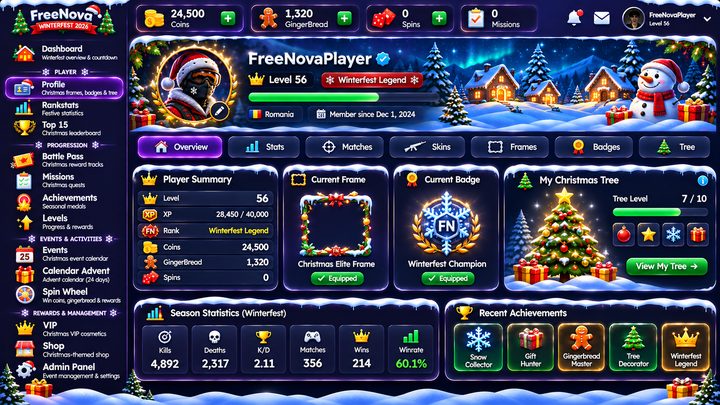 FreeNova
WINTERFEST 2024
Dashboard
Winterfest overview & countdown
PLAYER
Profile
Christmas frames, badges & tree
Rankstats
Festive statistics
Top 15
Christmas leaderboard
PROGRESSION
Battle Pass
Christmas reward tracks
Missions
Christmas quests
Achievements
Seasonal medals
Levels
Progress & rewards
EVENTS & ACTIVITIES
25
Events
Christmas event calendar
Calendar Advent
Advent calendar (24 days)
Spin Wheel
Win coins, gingerbread & rewards
REWARDS & MANAGEMENT
VIP
Christmas VIP cosmetics
Shop
Christmas-themed shop
Admin Panel
Event management & settings
24,500
Coins
+
1,320
GingerBread
+
0
Spins
+
0
Missions
FreeNovaPlayer
Level 56
FreeNovaPlayer
Level 56
Winterfest Legend
Romania
Member since Dec 1, 2024
Overview
Stats
Matches
Skins
Frames
Badges
Tree
Player Summary
Level 56
XP XP 28,450 / 40,000
FN Rank Winterfest Legend
Coins 24,500
GingerBread 1,320
Spins 0
Current Frame
Christmas Elite Frame
Equipped
Current Badge
FN
Winterfest Champion
Equipped
My Christmas Tree
i
Tree Level 7 / 10
View My Tree →
Season Statistics (Winterfest)
Kills
4,892
Deaths
2,317
K/D
2.11
Matches
356
Wins
214
Winrate
60.1%
Recent Achievements
Snow
Collector
Gift
Hunter
Gingerbread
Master
Tree
Decorator
Winterfest
Legend